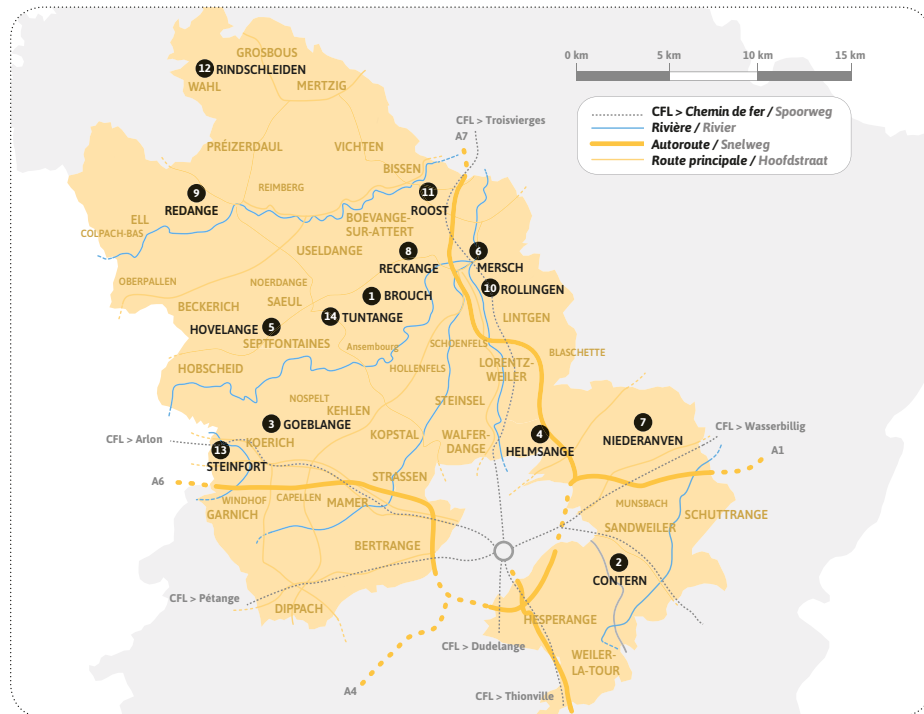 0 km
5 km
10 km
15 km
CFL > Chemin de fer / Spoorweg
Rivière / Rivier
Autoroute / Snelweg
Route principale / Hoofdstraat
GROSBOUS
12 RINDSCHLEIDEN
WAHL
MERTZIG
CFL > Troisvierges
A7
PRÉIZERDAUL
VICHTEN
BISSEN
REIMBERG
9
REDANGE
11
ROOST
ELL
COLPACH-BAS
BOEVANGE-
SUR-ATTERT
USELDANGE
8
RECKANGE
6
MERSCH
OBERPALLEN
NOERDANGE
10 ROLLINGEN
BECKERICH
SAEUL
1 BROUCH
14 TUNTANGE
LINTGEN
HOVELANGE 5
SEPTFONTAINES
Ansembourg
SCHOENFELS
BLASCHETTE
HOBSCHEID
HOLLENFELS
LORENTZ-
WEILER
NOSPELT
KEHLEN
STEINSEL
3 GOEBLANGE
7
NIEDERANVEN
CFL > Wasserbillig
CFL > Arlon
KOERICH
KOPSTAL
WALFER-
DANGE
4
HELMSANGE
13
STEINFORT
A1
A6
STRASSEN
WINDHOF
CAPELLEN
MAMER
GARNICH
MUNSBACH
SCHUTTRANGE
SANDWEILER
BERTRANGE
2
CONTERN
CFL > Pétange
DIPPACH
HESPERANGE
CFL > Dudelange
WEILER-
LA-TOUR
A4
CFL > Thionville